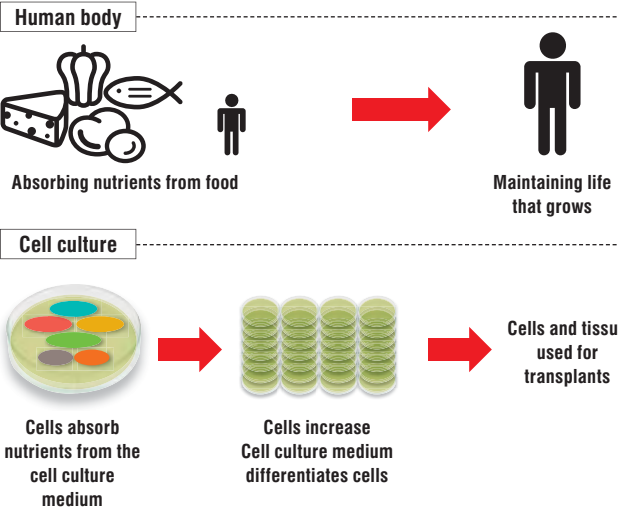 Human body
Absorbing nutrients from food
Maintaining life
that grows
Cell culture
Cells absorb
nutrients from the
cell culture
medium
Cells increase
Cell culture medium
differentiates cells
Cells and tissu
used for
transplants